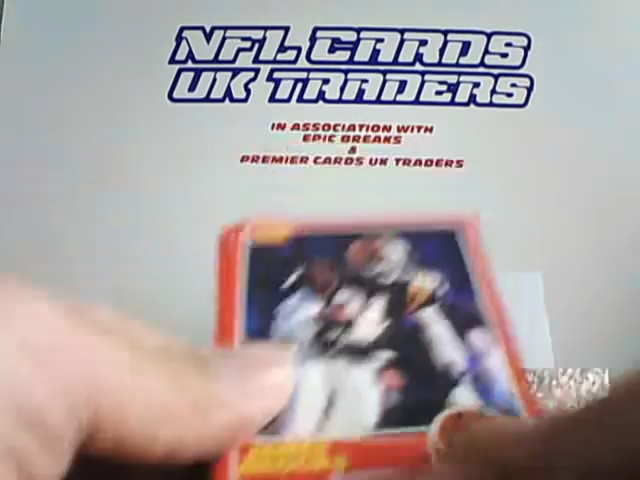 NFL CARDS
UK TRADERS
IN ASSOCIATION WITH
EPIC BREAKS
&
PREMIER CARDS UK TRADERS